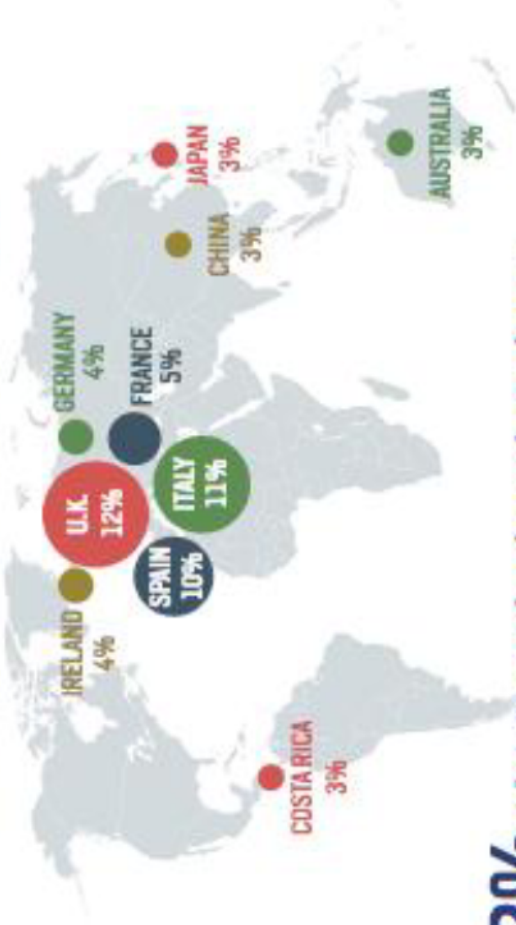 IRELAND
4%
U.K.
12%
GERMANY
4%
FRANCE
5%
SPAIN
10%
ITALY
11%
JAPAN
3%
CHINA
3%
COSTA RICA
3%
AUSTRALIA
3%